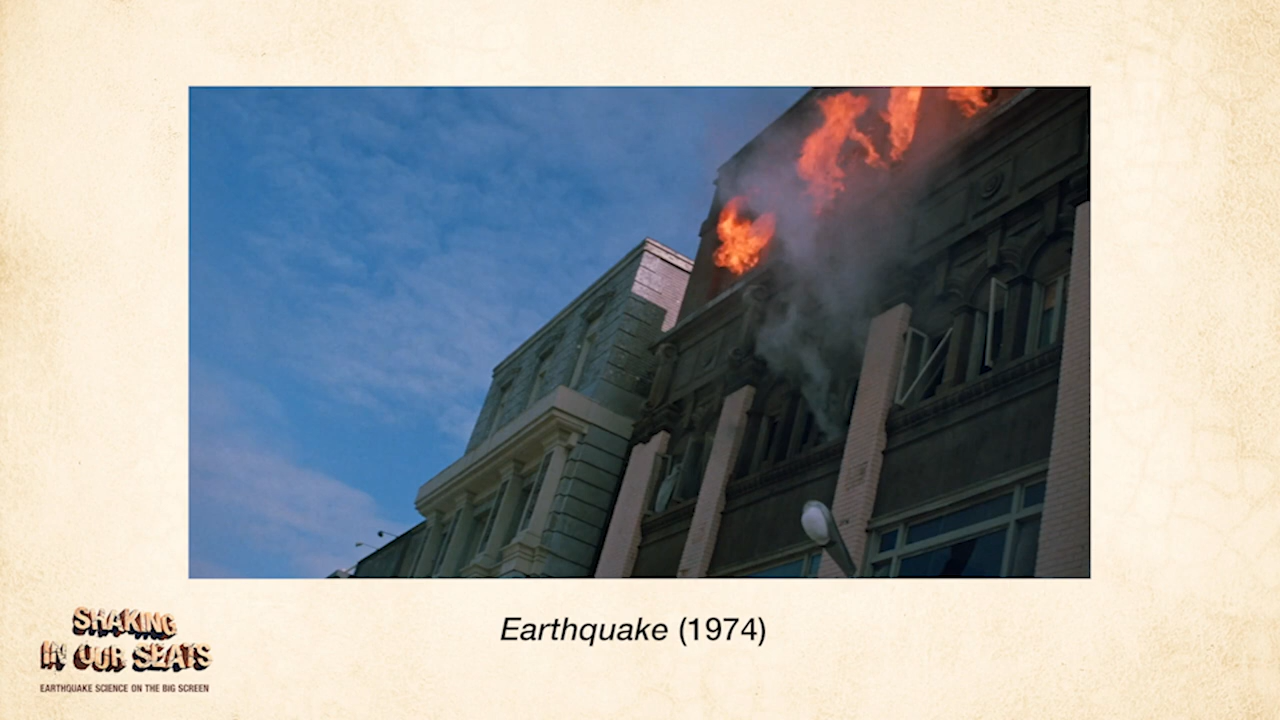 Earthquake (1974)
SHAKING
IN OUR SEATS
EARTHQUAKE SCIENCE ON THE BIG SCREEN